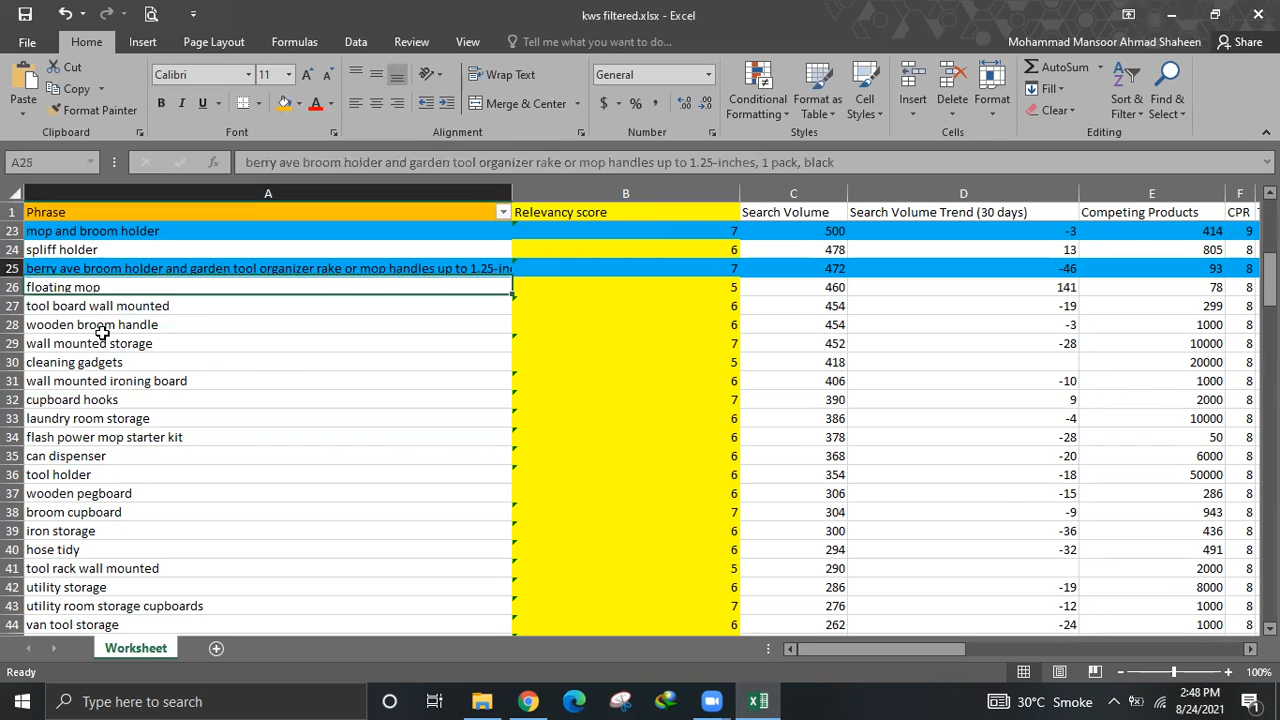 kws filtered.xlsx - Excel
File Home Insert Page Layout Formulas Data Review View Tell me what you want to do... Mohammad Mansoor Ahmad Shaheen Share
Paste Cut Copy Format Painter Clipboard
Calibri 11 B I U Font
Wrap Text Merge & Center Alignment
General $ % Number
Conditional Formatting Format as Table Cell Styles Styles
Insert Delete Format Cells
AutoSum Fill Clear Sort & Filter Find & Select Editing
A25 fx berry ave broom holder and garden tool organizer rake or mop handles up to 1.25-inches, 1 pack, black
A B C D E F
1 Phrase Relevancy score Search Volume Search Volume Trend (30 days) Competing Products CPR
23 mop and broom holder 7 500 -3 414 9
24 spliff holder 6 478 13 805 8
25 berry ave broom holder and garden tool organizer rake or mop handles up to 1.25-in 7 472 -46 93 8
26 floating mop 5 460 141 78 8
27 tool board wall mounted 6 454 -19 299 8
28 wooden broom handle 6 454 -3 1000 8
29 wall mounted storage 7 452 -28 10000 8
30 cleaning gadgets 5 418 20000 8
31 wall mounted ironing board 6 406 -10 1000 8
32 cupboard hooks 7 390 9 2000 8
33 laundry room storage 6 386 -4 10000 8
34 flash power mop starter kit 6 378 -28 50 8
35 can dispenser 6 368 -20 6000 8
36 tool holder 6 354 -18 50000 8
37 wooden pegboard 6 306 -15 286 8
38 broom cupboard 7 304 -9 943 8
39 iron storage 6 300 -36 436 8
40 hose tidy 6 294 -32 491 8
41 tool rack wall mounted 5 290 2000 8
42 utility storage 6 286 -19 8000 8
43 utility room storage cupboards 7 276 -12 1000 8
44 van tool storage 6 262 -24 1000 8
Worksheet
Ready 100%
Type here to search 30°C Smoke 2:48 PM
8/24/2021